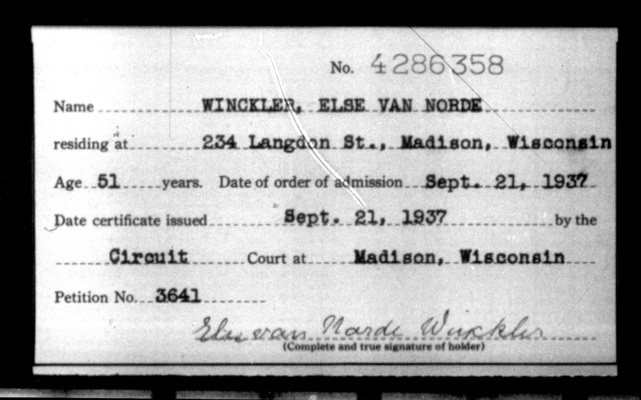 No. 4286358
Name WINCKLER, ELSE VAN NORDE
residing at 234 Langdon St., Madison, Wisconsin
Age 51 years. Date of order of admission Sept. 21, 1937
Date certificate issued Sept. 21, 1937 by the
Circuit Court at Madison, Wisconsin
Petition No. 3641
Else van Norde Winckler
(Complete and true signature of holder)